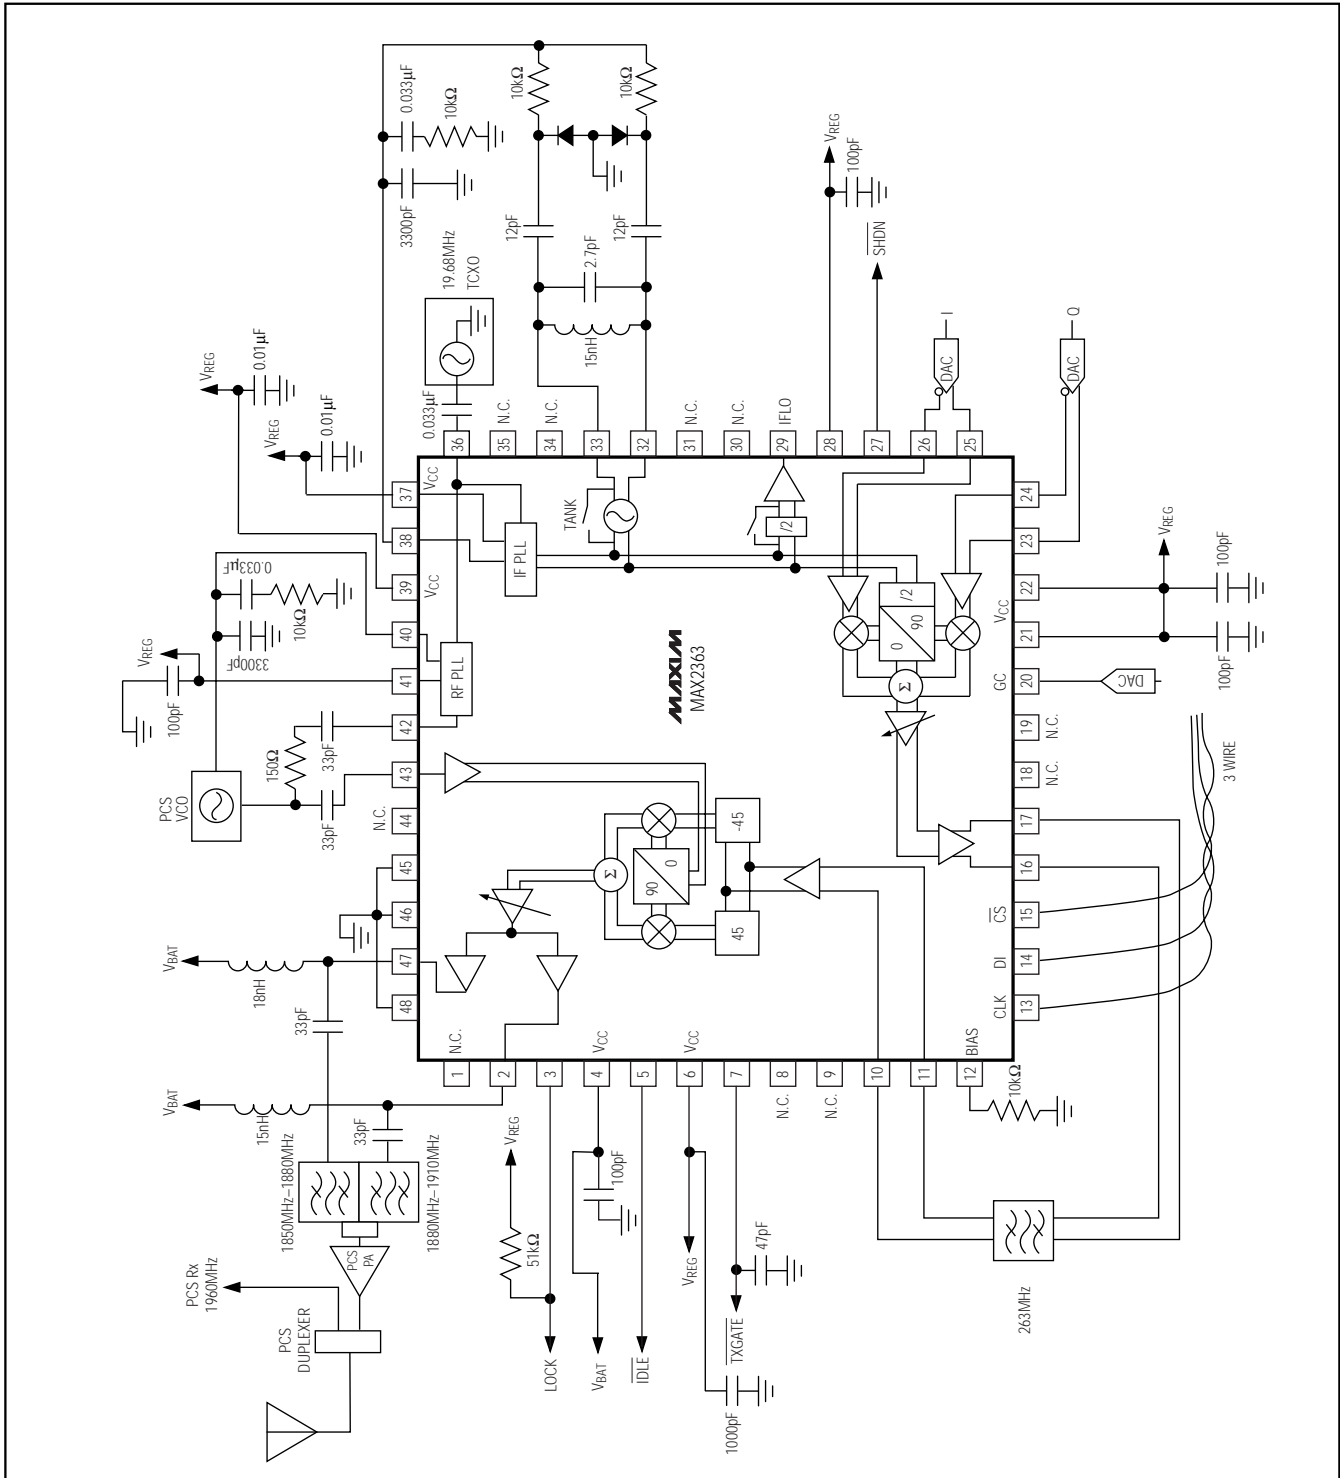 0.033µF
10kΩ
3300pF
10kΩ
10kΩ
12pF
12pF
2.7pF
15nH
19.68MHz
TCXO
0.033µF
VREG
0.01µF
VREG
0.01µF
VREG
100pF
SHDN
I
DAC
Q
DAC
36
35
N.C.
34
N.C.
33
32
31
N.C.
30
N.C.
29
IFLO
28
27
26
25
37
VCC
38
39
VCC
40
41
42
43
44
N.C.
45
46
47
48
0.033µF
10kΩ
3300pF
VREG
100pF
150Ω
33pF
33pF
PCS
VCO
TANK
IF PLL
RF PLL
/2
/2
0
90
Σ
MAXIM
MAX2363
-45
45
90
0
Σ
24
23
22
VCC
21
20
GC
19
N.C.
18
N.C.
17
16
15
CS
14
DI
13
CLK
VREG
100pF
100pF
DAC
3 WIRE
VBAT
18nH
33pF
VBAT
15nH
33pF
1
N.C.
2
3
4
VCC
5
6
VCC
7
8
N.C.
9
N.C.
10
11
12
BIAS
10kΩ
1850MHz–1880MHz
1880MHz–1910MHz
PCS
PA
PCS Rx
1960MHz
PCS
DUPLEXER
VREG
51kΩ
LOCK
100pF
VBAT
IDLE
VREG
1000pF
47pF
TXGATE
263MHz